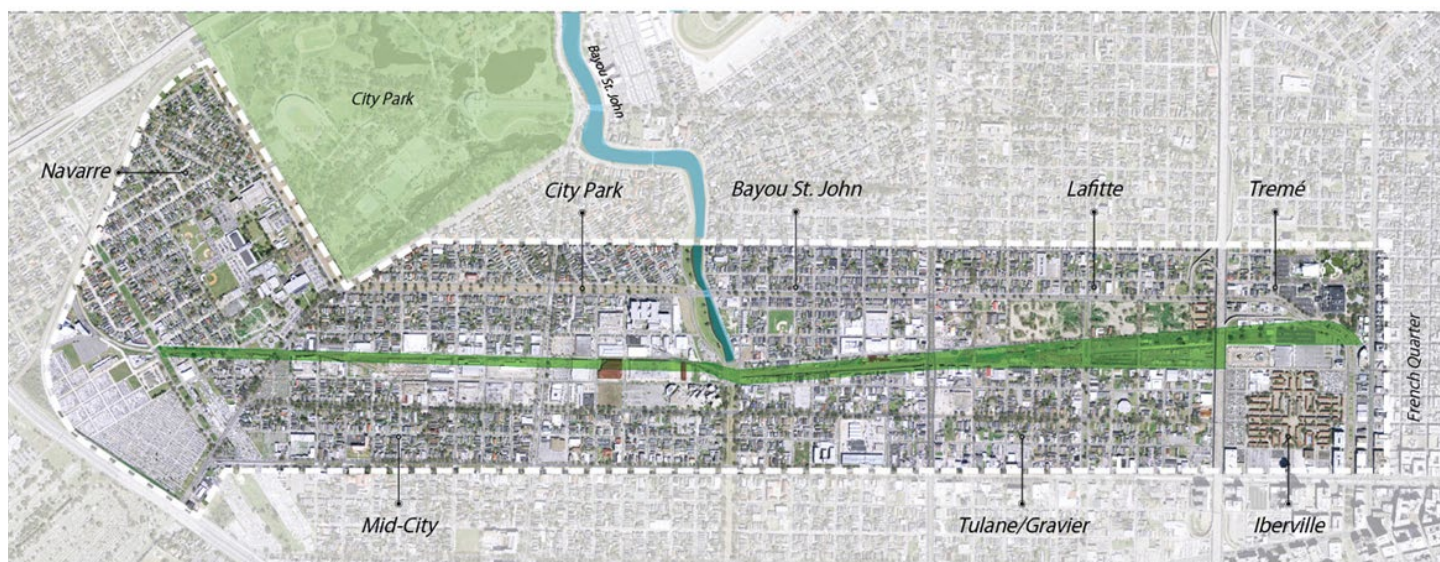 City Park
Bayou St. John
Navarre
City Park
Bayou St. John
Lafitte
Tremé
French Quarter
Mid-City
Tulane/Gravier
Iberville